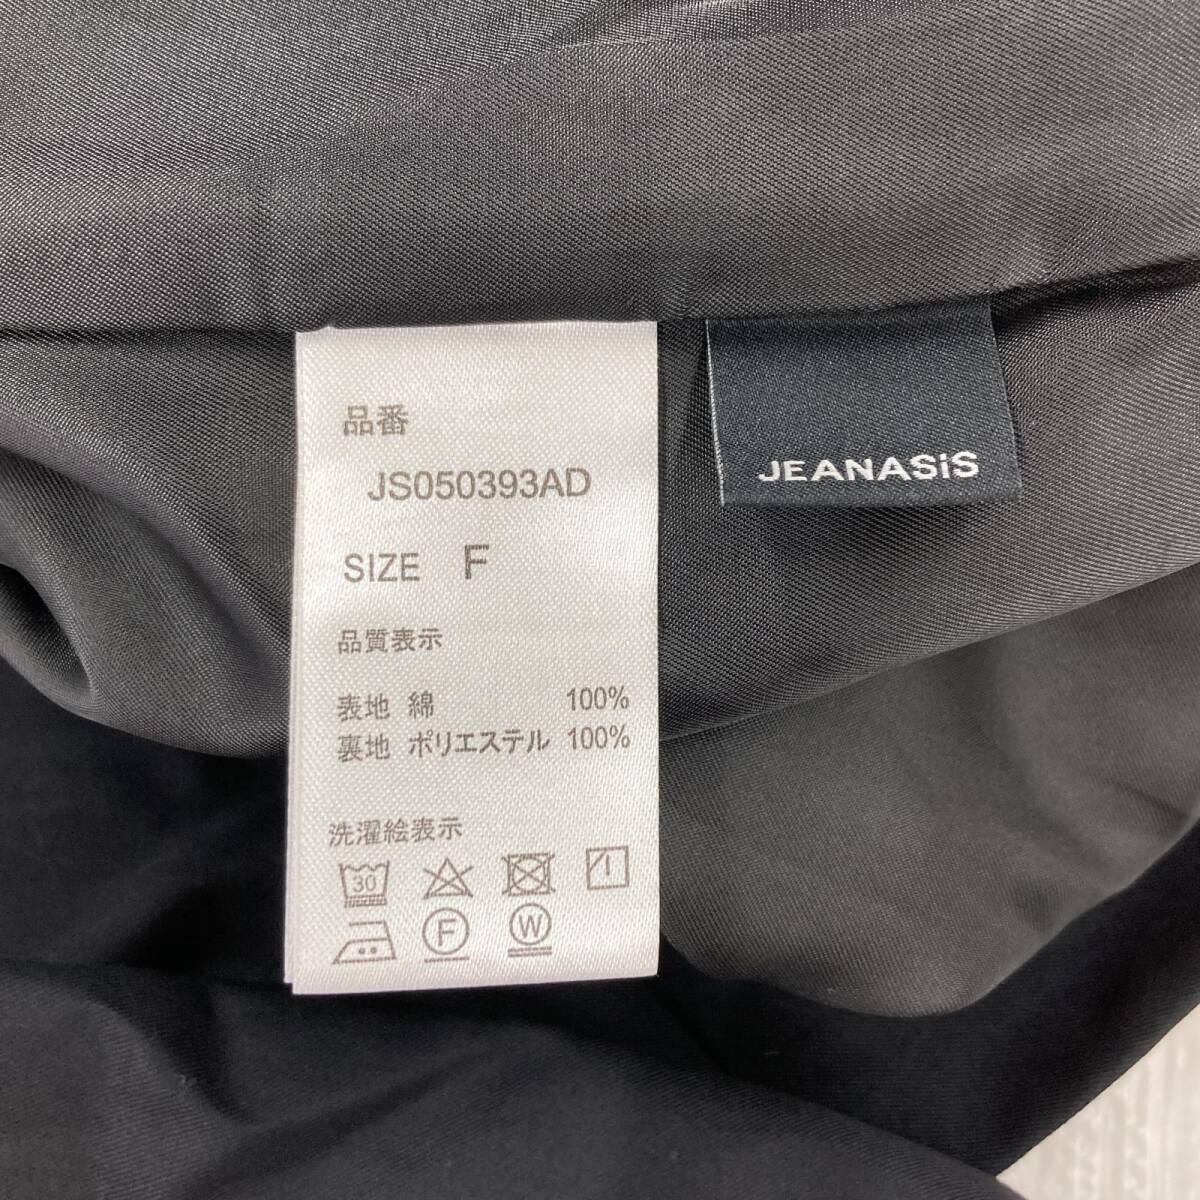 品番
JS050393AD
SIZE F
品質表示
表地 綿 100%
裏地 ポリエステル 100%
洗濯絵表示
30
F W
JEANASiS